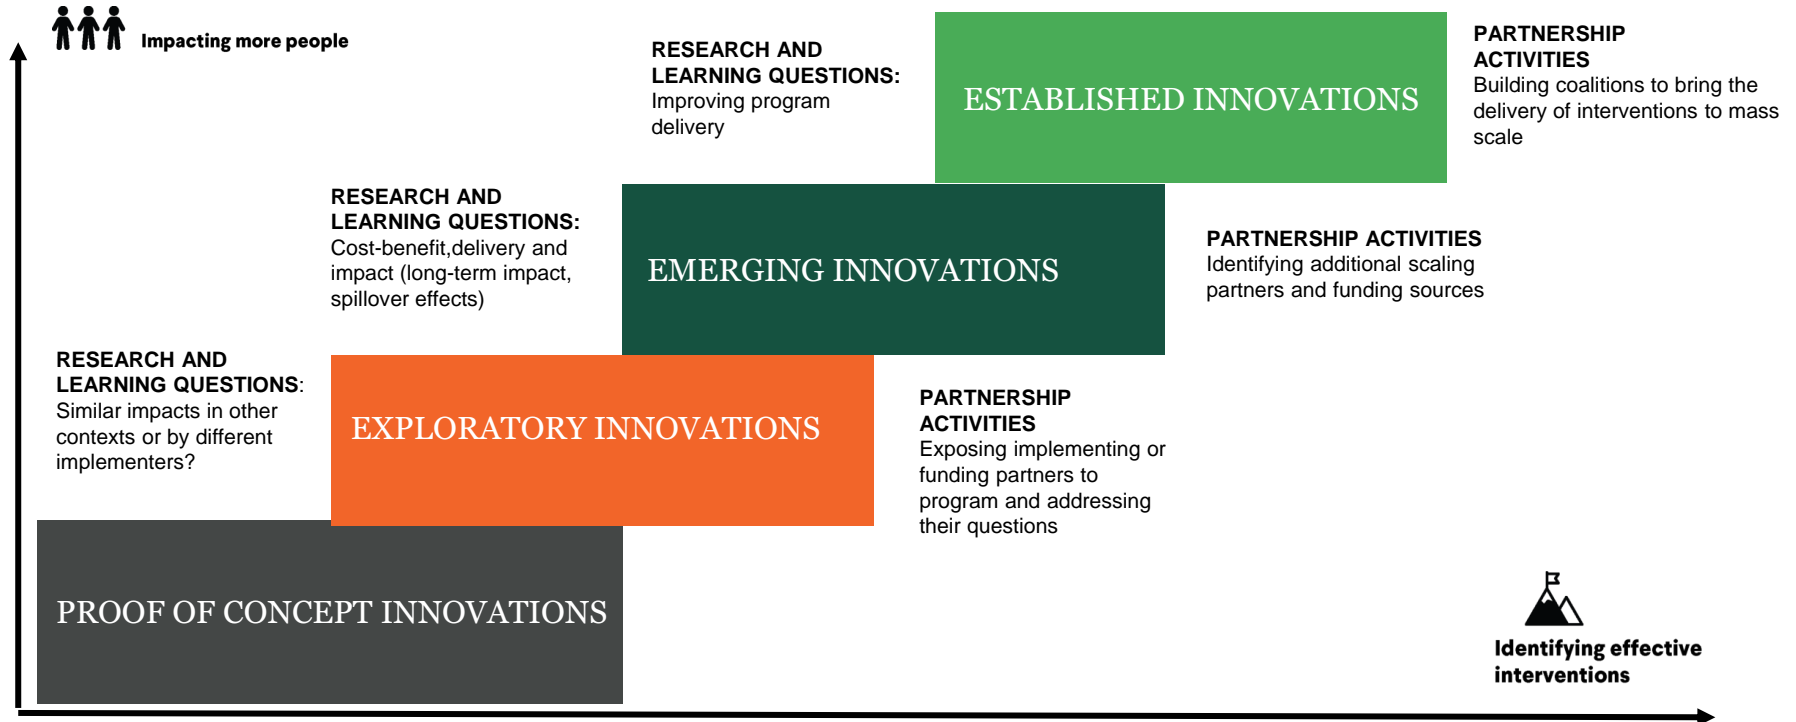 Impacting more people
RESEARCH AND
LEARNING QUESTIONS:
Improving program
delivery
ESTABLISHED INNOVATIONS
PARTNERSHIP
ACTIVITIES
Building coalitions to bring the
delivery of interventions to mass
scale
RESEARCH AND
LEARNING QUESTIONS:
Cost-benefit,delivery and
impact (long-term impact,
spillover effects)
EMERGING INNOVATIONS
PARTNERSHIP ACTIVITIES
Identifying additional scaling
partners and funding sources
RESEARCH AND
LEARNING QUESTIONS:
Similar impacts in other
contexts or by different
implementers?
EXPLORATORY INNOVATIONS
PARTNERSHIP
ACTIVITIES
Exposing implementing or
funding partners to
program and addressing
their questions
PROOF OF CONCEPT INNOVATIONS
Identifying effective
interventions